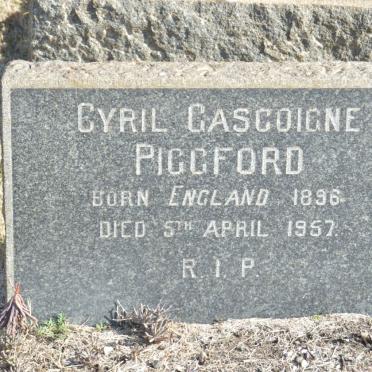 CYRIL GASCOIGNE
PIGGFORD
BORN ENGLAND 1896
DIED 5TH APRIL 1957.
R.I.P.